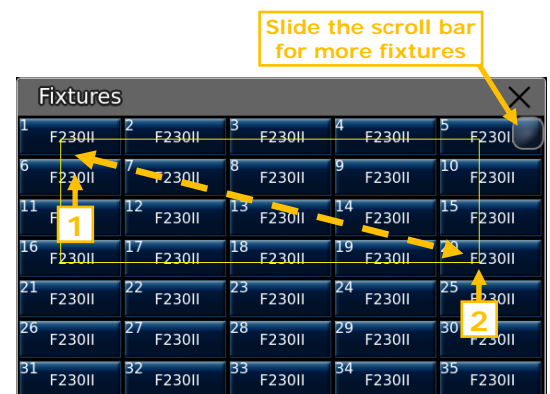 Slide the scroll bar
for more fixtures
Fixtures
1 F230II 2 F230II 3 F230II 4 F230II 5 F230I
6 F230II 7 F230II 8 F230II 9 F230II 10 F230II
11 F 12 F230II 13 F230II 14 F230II 15 F230II
1
16 F230II 17 F230II 18 F230II 19 F230II 20 F230II
21 F230II 22 F230II 23 F230II 24 F230II 25 F230II
2
26 F230II 27 F230II 28 F230II 29 F230II 30 F230II
31 F230II 32 F230II 33 F230II 34 F230II 35 F230II